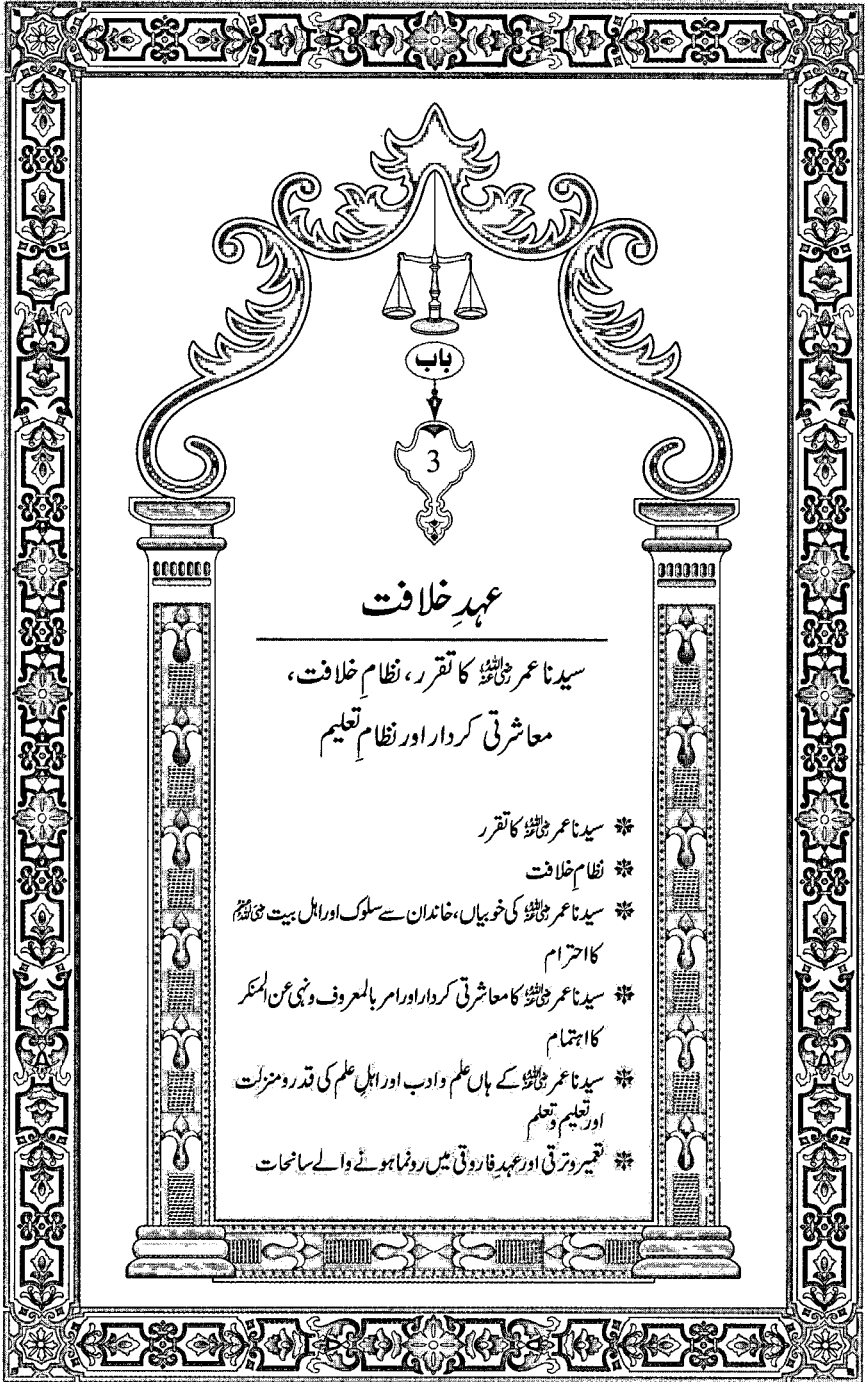 باب
3
عہدِ خلافت
سیدنا عمر رضی اللہ عنہ کا تقرر، نظامِ خلافت،
معاشرتی کردار اور نظامِ تعلیم
سیدنا عمر رضی اللہ عنہ کا تقرر
نظامِ خلافت
سیدنا عمر رضی اللہ عنہ کی خوبیاں، خاندان سے سلوک اور اہل بیت رضی اللہ عنہم
کا احترام
سیدنا عمر رضی اللہ عنہ کا معاشرتی کردار اور امر بالمعروف و نہی عن المنکر
کا اہتمام
سیدنا عمر رضی اللہ عنہ کے ہاں علم و ادب اور اہلِ علم کی قدر و منزلت
اور تعلیم و تعلم
تعمیر و ترقی اور عہدِ فاروقی میں رونما ہونے والے سانحات